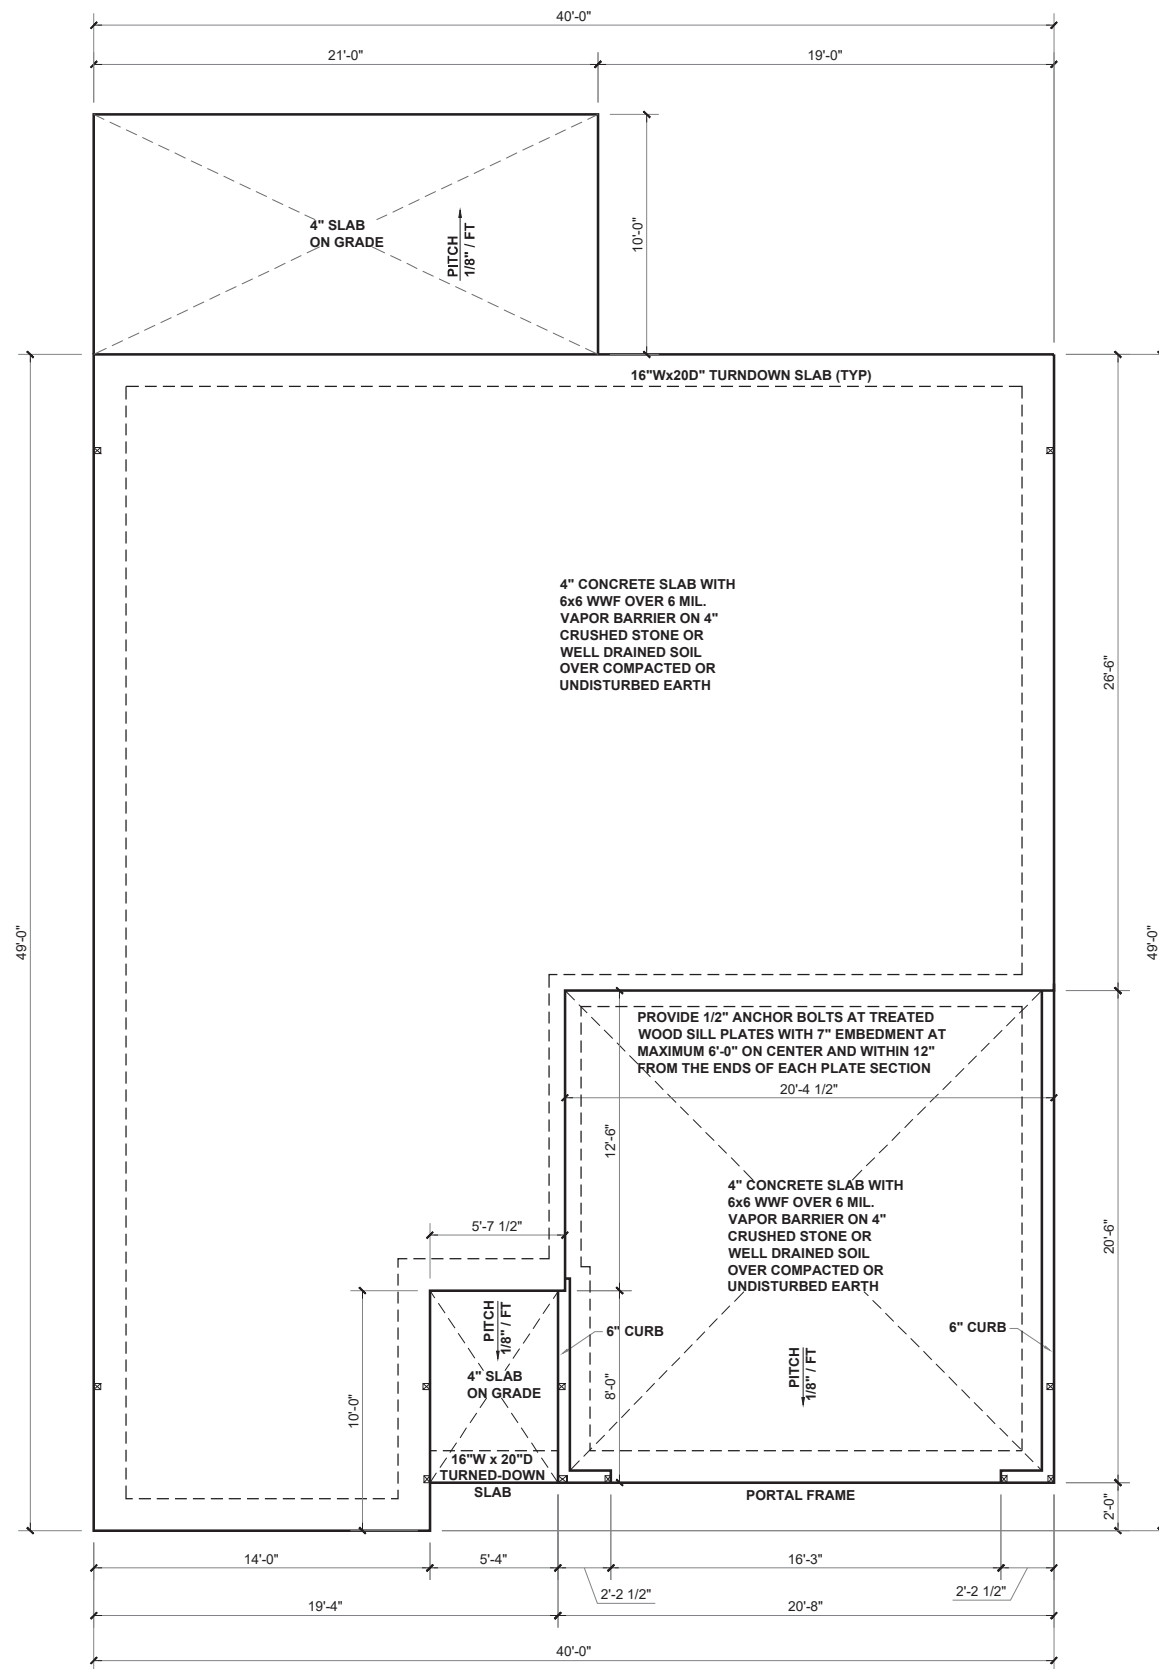 40'-0"
21'-0"
19'-0"
4" SLAB
ON GRADE
PITCH
1/8" / FT
10'-0"
16"Wx20D" TURNDOWN SLAB (TYP)
4" CONCRETE SLAB WITH
6x6 WWF OVER 6 MIL.
VAPOR BARRIER ON 4"
CRUSHED STONE OR
WELL DRAINED SOIL
OVER COMPACTED OR
UNDISTURBED EARTH
26'-6"
49'-0"
49'-0"
PROVIDE 1/2" ANCHOR BOLTS AT TREATED
WOOD SILL PLATES WITH 7" EMBEDMENT AT
MAXIMUM 6'-0" ON CENTER AND WITHIN 12"
FROM THE ENDS OF EACH PLATE SECTION
20'-4 1/2"
12'-6"
4" CONCRETE SLAB WITH
6x6 WWF OVER 6 MIL.
VAPOR BARRIER ON 4"
CRUSHED STONE OR
WELL DRAINED SOIL
OVER COMPACTED OR
UNDISTURBED EARTH
20'-6"
5'-7 1/2"
PITCH
1/8" / FT
6" CURB
6" CURB
4" SLAB
ON GRADE
PITCH
1/8" / FT
8'-0"
10'-0"
16"W x 20"D
TURNED-DOWN
SLAB
PORTAL FRAME
2'-0"
14'-0"
5'-4"
16'-3"
2'-2 1/2"
2'-2 1/2"
19'-4"
20'-8"
40'-0"